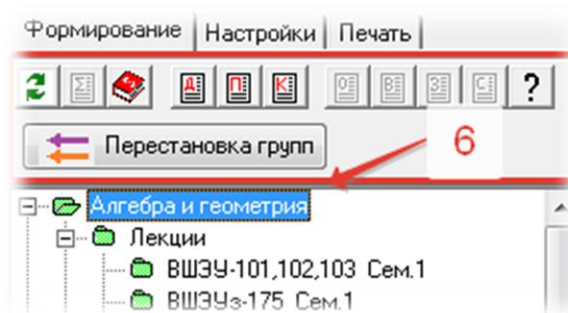 Формирование Настройки Печать
Σ Д П К О В З С ?
Перестановка групп 6
Алгебра и геометрия
Лекции
ВШЭУ-101,102,103 Сем.1
ВШЭУз-175 Сем.1